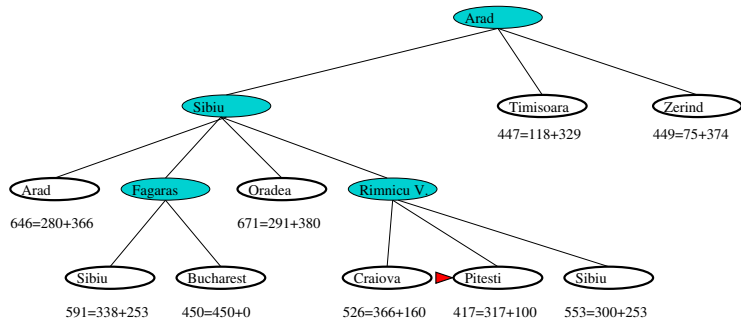 Arad
Sibiu
Timisoara
Zerind
447=118+329
449=75+374
Arad
Fagaras
Oradea
Rimnicu V.
646=280+366
671=291+380
Sibiu
Bucharest
Craiova
Pitesti
Sibiu
591=338+253
450=450+0
526=366+160
417=317+100
553=300+253